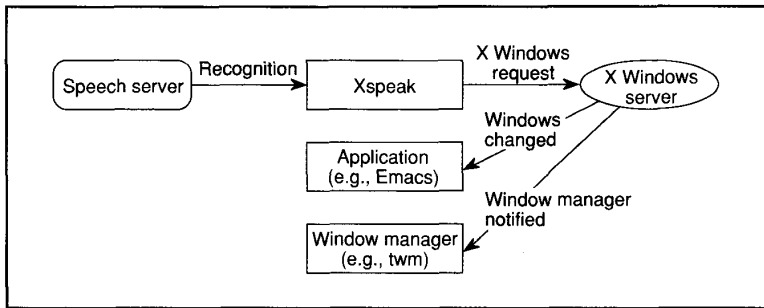 Speech server
Recognition
Xspeak
X Windows
request
X Windows
server
Windows
changed
Application
(e.g., Emacs)
Window manager
notified
Window manager
(e.g., twm)